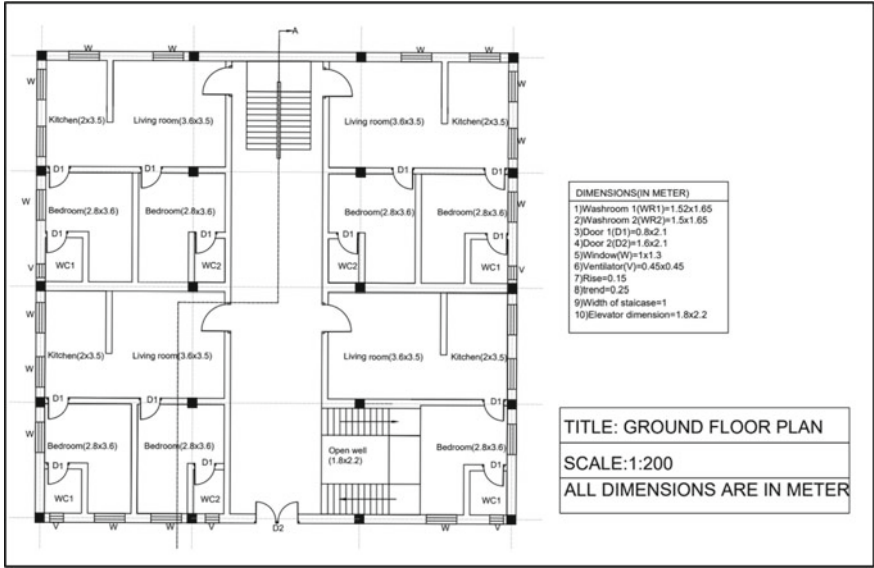 A
W W W W
W W
Kitchen(2x3.5) Living room(3.6x3.5) Living room(3.6x3.5) Kitchen(2x3.5)
W
D1 D1 D1 D1
W W
Bedroom(2.8x3.6) Bedroom(2.8x3.6) Bedroom(2.8x3.6) Bedroom(2.8x3.6)
D1 D1 D1 D1
V WC1 WC2 WC2 WC1 V
W W
Kitchen(2x3.5) Living room(3.6x3.5) Living room(3.6x3.5) Kitchen(2x3.5)
W W
D1 D1 D1
W W
Bedroom(2.8x3.6) Bedroom(2.8x3.6) Open well Bedroom(2.8x3.6)
(1.8x2.2)
D1 D1 D1
WC1 WC2 WC1
V W W V D2 W V
DIMENSIONS(IN METER)
1)Washroom 1(WR1)=1.52x1.65
2)Washroom 2(WR2)=1.5x1.65
3)Door 1(D1)=0.8x2.1
4)Door 2(D2)=1.6x2.1
5)Window(W)=1x1.3
6)Ventilator(V)=0.45x0.45
7)Rise=0.15
8)trend=0.25
9)Width of staicase=1
10)Elevator dimension=1.8x2.2
TITLE: GROUND FLOOR PLAN
SCALE:1:200
ALL DIMENSIONS ARE IN METER